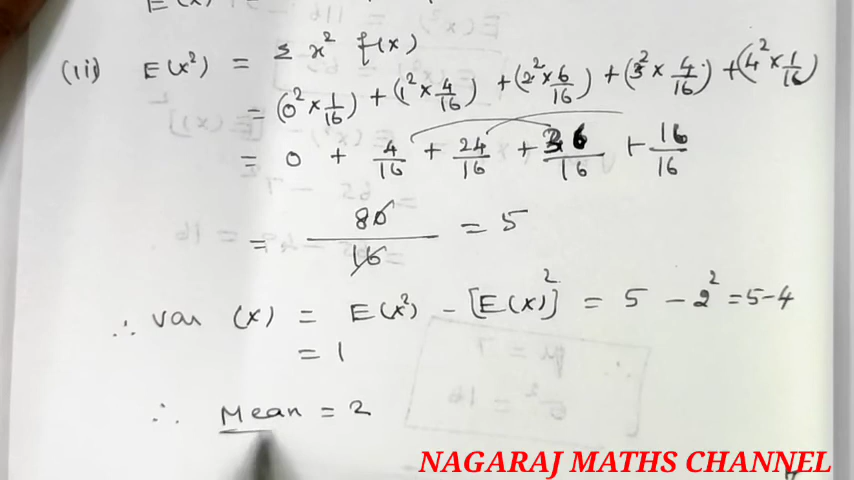 (iii) E(x²) = Σ x² f(x)
= (0² × 1/16) + (1² × 4/16) + (2² × 6/16) + (3² × 4/16) + (4² × 1/16)
= 0 + 4/16 + 24/16 + 36/16 + 16/16
= 80/16 = 5
∴ Var (x) = E(x²) - [E(x)]² = 5 - 2² = 5-4
= 1
∴ Mean = 2
NAGARAJ MATHS CHANNEL